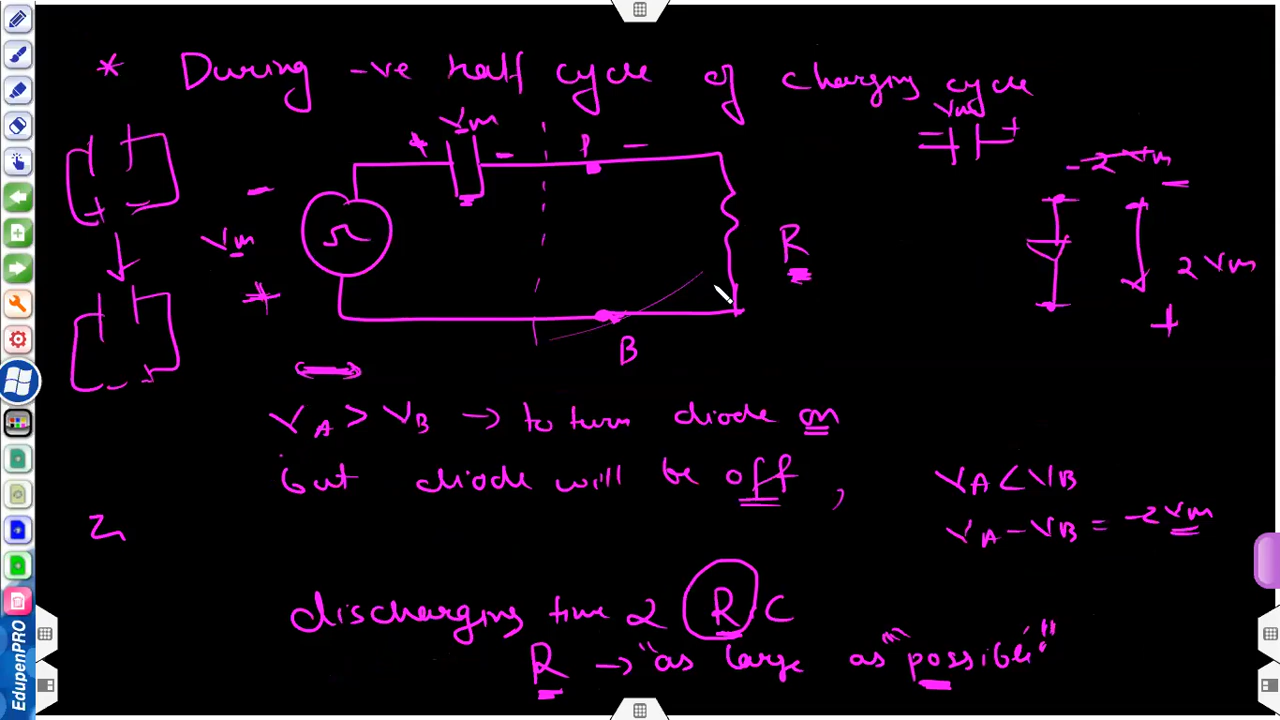 * During -ve half cycle of charging cycle
+ Vm - P -
Vm
- +
-2Vm
-
Vm
+
R
2Vm
+
B
VA > VB → to turn diode on
but diode will be off, VA < VB
VA - VB = -2Vm
discharging time α R C
R → "as large as "possible"
EdupenPRO